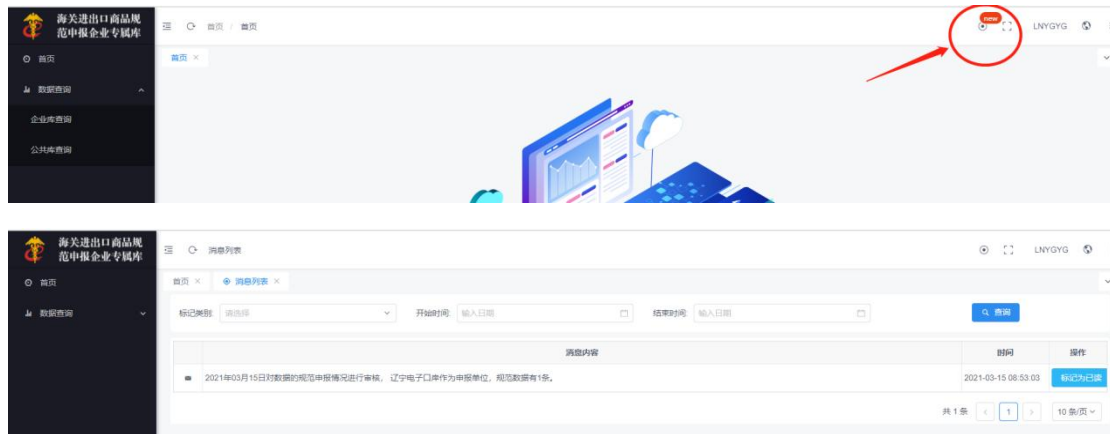 海关进出口商品规
范申报企业专属库
首页 / 首页
new
LNYGYG
首页
首页 ×
数据查询
企业库查询
公共库查询
海关进出口商品规
范申报企业专属库
消息列表
LNYGYG
首页
首页 × 消息列表 ×
数据查询
标记类别: 请选择 开始时间: 输入日期 结束时间: 输入日期 查询
消息内容 时间 操作
2021年03月15日对数据的规范申报情况进行审核, 辽宁电子口岸作为申报单位, 规范数据有1条。 2021-03-15 08:53:03 标记为已读
共 1 条 < 1 > 10 条/页